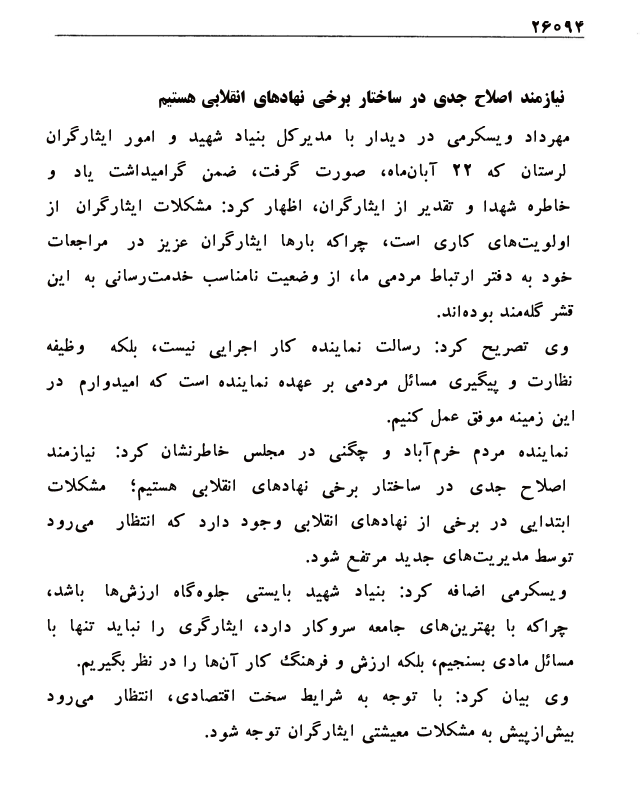 ۲۶۰۹۴
نیازمند اصلاح جدی در ساختار برخی نهادهای انقلابی هستیم
مهرداد ویسکرمی در دیدار با مدیرکل بنیاد شهید و امور ایثارگران
لرستان که ۲۲ آبان‌ماه، صورت گرفت، ضمن گرامیداشت یاد و
خاطره شهدا و تقدیر از ایثارگران، اظهار کرد: مشکلات ایثارگران از
اولویت‌های کاری است، چراکه بارها ایثارگران عزیز در مراجعات
خود به دفتر ارتباط مردمی ما، از وضعیت نامناسب خدمت‌رسانی به این
قشر گله‌مند بوده‌اند.
وی تصریح کرد: رسالت نماینده کار اجرایی نیست، بلکه وظیفه
نظارت و پیگیری مسائل مردمی بر عهده نماینده است که امیدوارم در
این زمینه موفق عمل کنیم.
نماینده مردم خرم‌آباد و چگنی در مجلس خاطرنشان کرد: نیازمند
اصلاح جدی در ساختار برخی نهادهای انقلابی هستیم؛ مشکلات
ابتدایی در برخی از نهادهای انقلابی وجود دارد که انتظار می‌رود
توسط مدیریت‌های جدید مرتفع شود.
ویسکرمی اضافه کرد: بنیاد شهید بایستی جلوه‌گاه ارزش‌ها باشد،
چراکه با بهترین‌های جامعه سروکار دارد، ایثارگری را نباید تنها با
مسائل مادی بسنجیم، بلکه ارزش و فرهنگ کار آن‌ها را در نظر بگیریم.
وی بیان کرد: با توجه به شرایط سخت اقتصادی، انتظار می‌رود
بیش‌ازپیش به مشکلات معیشتی ایثارگران توجه شود.